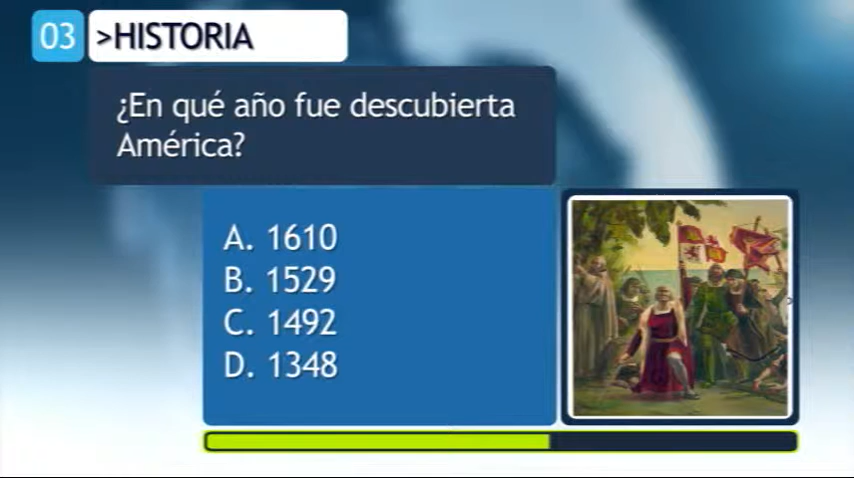 03 >HISTORIA
¿En qué año fue descubierta
América?
A. 1610
B. 1529
C. 1492
D. 1348